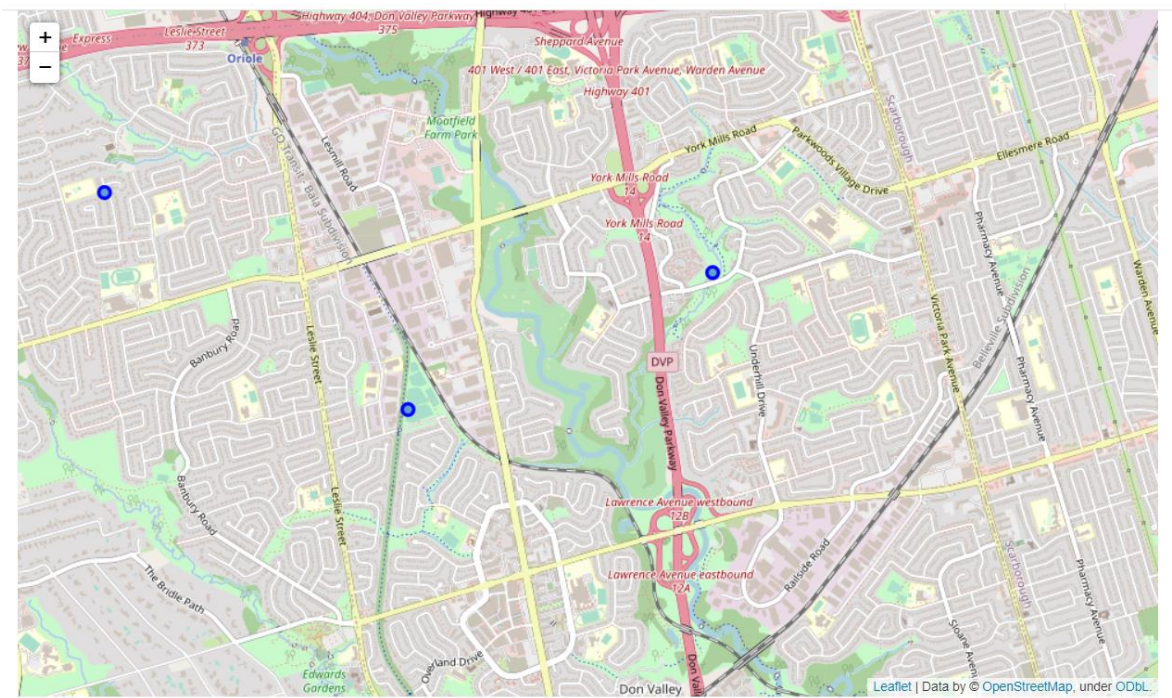 +
−
Express
Leslie Street
373
Highway 404; Don Valley Parkway
375
Oriole
Sheppard Avenue
401 West / 401 East, Victoria Park Avenue, Warden Avenue
Highway 401
Moatfield
Farm Park
Lesmill Road
GO Transit - Bala Subdivision
York Mills Road
Parkwoods Village Drive
Scarborough
Ellesmere Road
York Mills Road
14
York Mills Road
14
Pharmacy Avenue
Warden Avenue
Belleville Subdivision
Victoria Park Avenue
Banbury Road
Leslie Street
DVP
Underhill Drive
Don Valley Parkway
Pharmacy Avenue
Banbury Road
Leslie Street
Lawrence Avenue westbound
12B
Lawrence Avenue eastbound
12A
Railside Road
Scarborough
Pharmacy Avenue
The Bridle Path
Sloane Avenue
Overland Drive
Edwards
Gardens
Don Valley
Leaflet | Data by © OpenStreetMap, under ODbL.